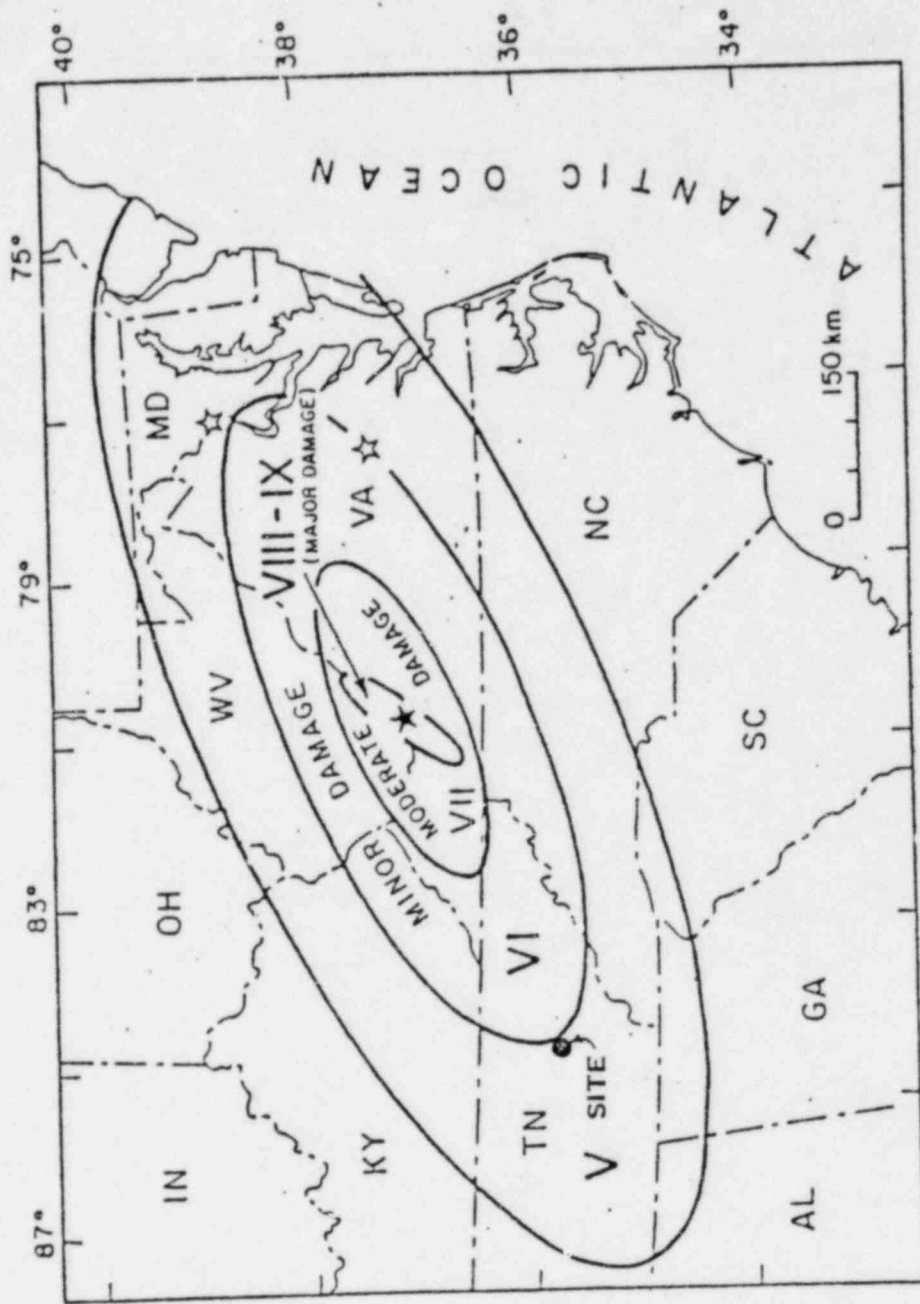 87°
83°
79°
75°
40°
38°
36°
34°
IN
OH
KY
WV
MD
VIII-IX
(MAJOR DAMAGE)
VA
MINOR DAMAGE
MODERATE DAMAGE
VII
VI
TN
V
SITE
NC
SC
GA
AL
ATLANTIC OCEAN
0 150 km